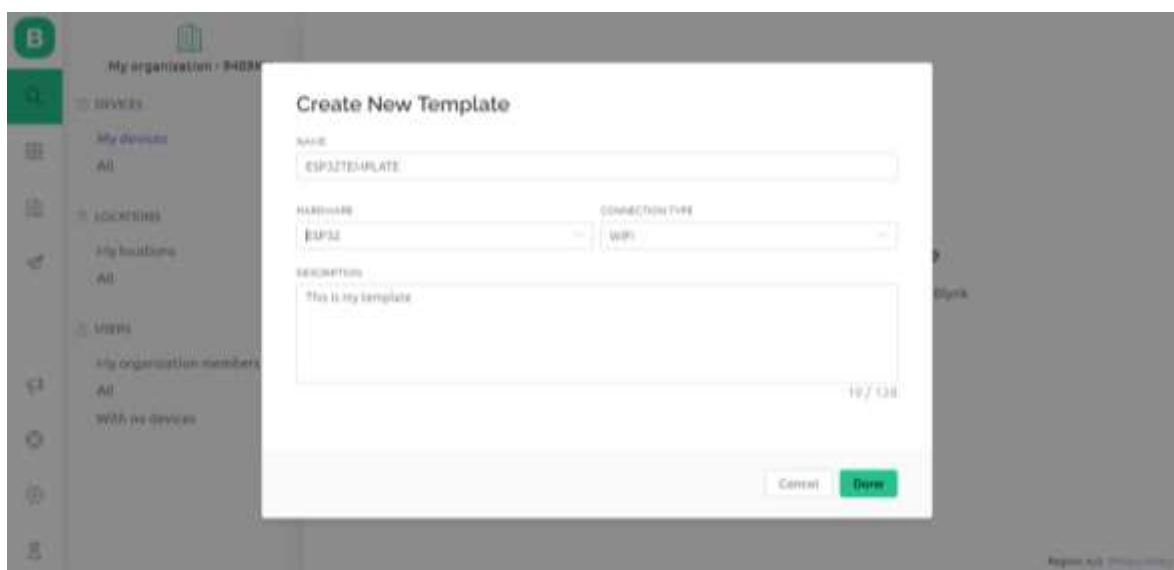 B
My organization -
DEVICES
My devices
All
LOCATIONS
My locations
All
USERS
My organization members
All
With no devices
Create New Template
NAME
ESP32TEMPLATE
HARDWARE
CONNECTION TYPE
ESP32
WiFi
DESCRIPTION
This is my template
19 / 128
Cancel
Done
Blynk
Region: